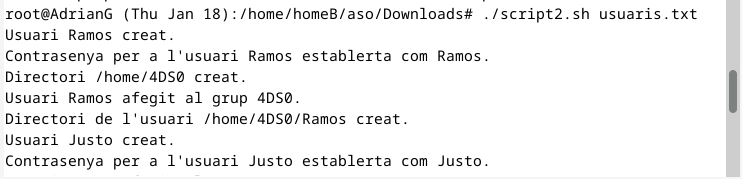 root@AdrianG (Thu Jan 18):/home/homeB/aso/Downloads# ./script2.sh usuaris.txt
Usuari Ramos creat.
Contrasenya per a l'usuari Ramos establerta com Ramos.
Directori /home/4DS0 creat.
Usuari Ramos afegit al grup 4DS0.
Directori de l'usuari /home/4DS0/Ramos creat.
Usuari Justo creat.
Contrasenya per a l'usuari Justo establerta com Justo.